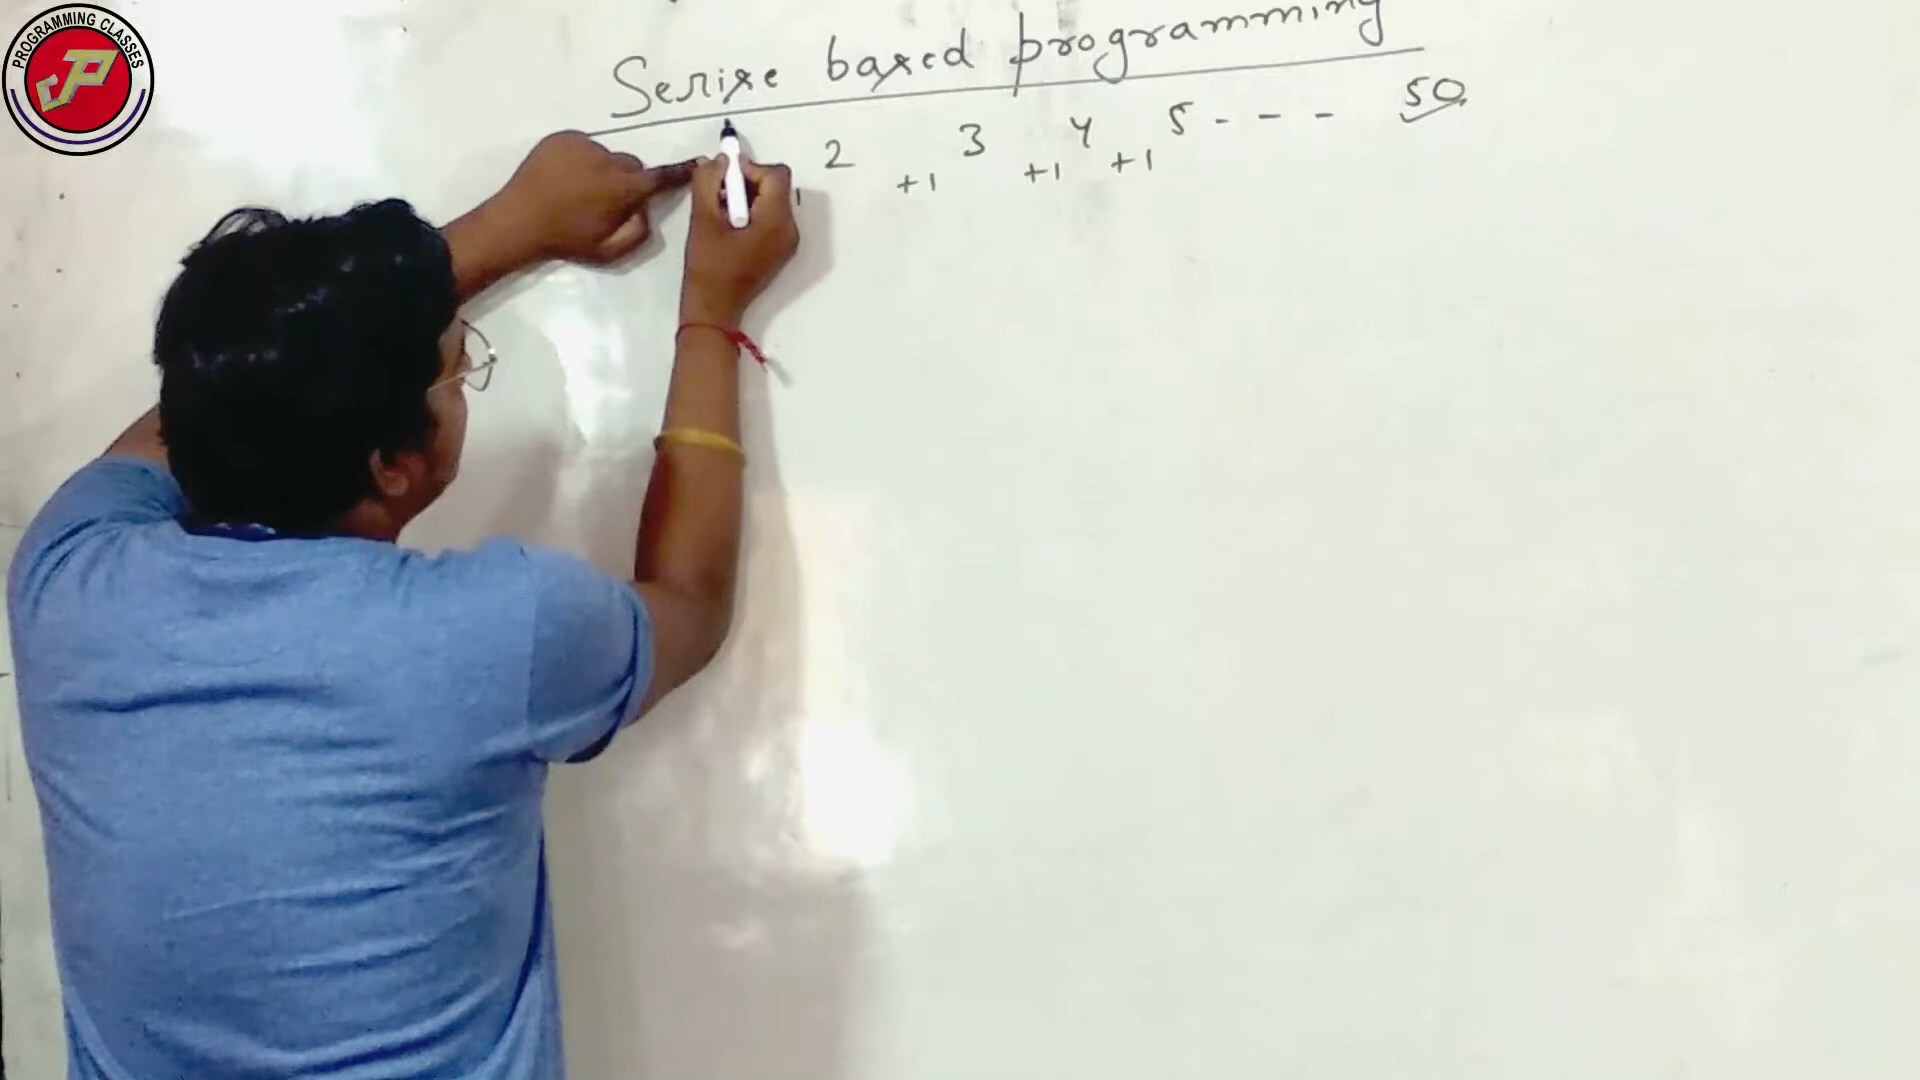 PROGRAMMING CLASSES
JP
Serise based programming
2 3 4 5 - - - 50
1 +1 +1 +1